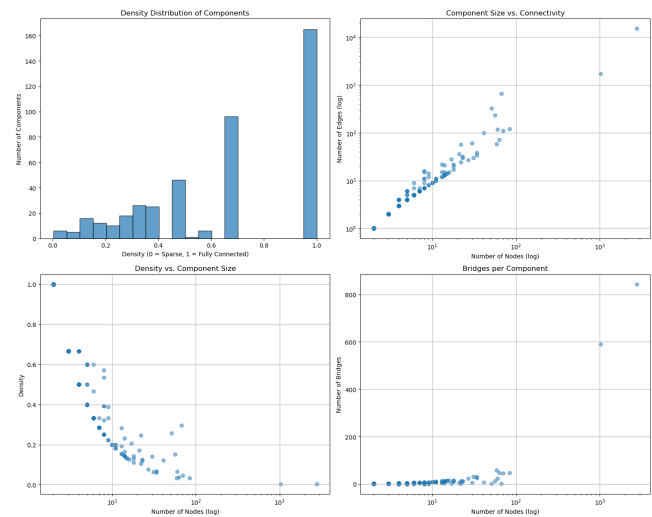 Density Distribution of Components
Number of Components
160
140
120
100
80
60
40
20
0
0.0 0.2 0.4 0.6 0.8 1.0
Density (0 = Sparse, 1 = Fully Connected)
Component Size vs. Connectivity
Number of Edges (log)
10⁴
10³
10²
10¹
10⁰
10¹ 10² 10³
Number of Nodes (log)
Density vs. Component Size
Density
1.0
0.8
0.6
0.4
0.2
0.0
10¹ 10² 10³
Number of Nodes (log)
Bridges per Component
Number of Bridges
800
600
400
200
0
10¹ 10² 10³
Number of Nodes (log)